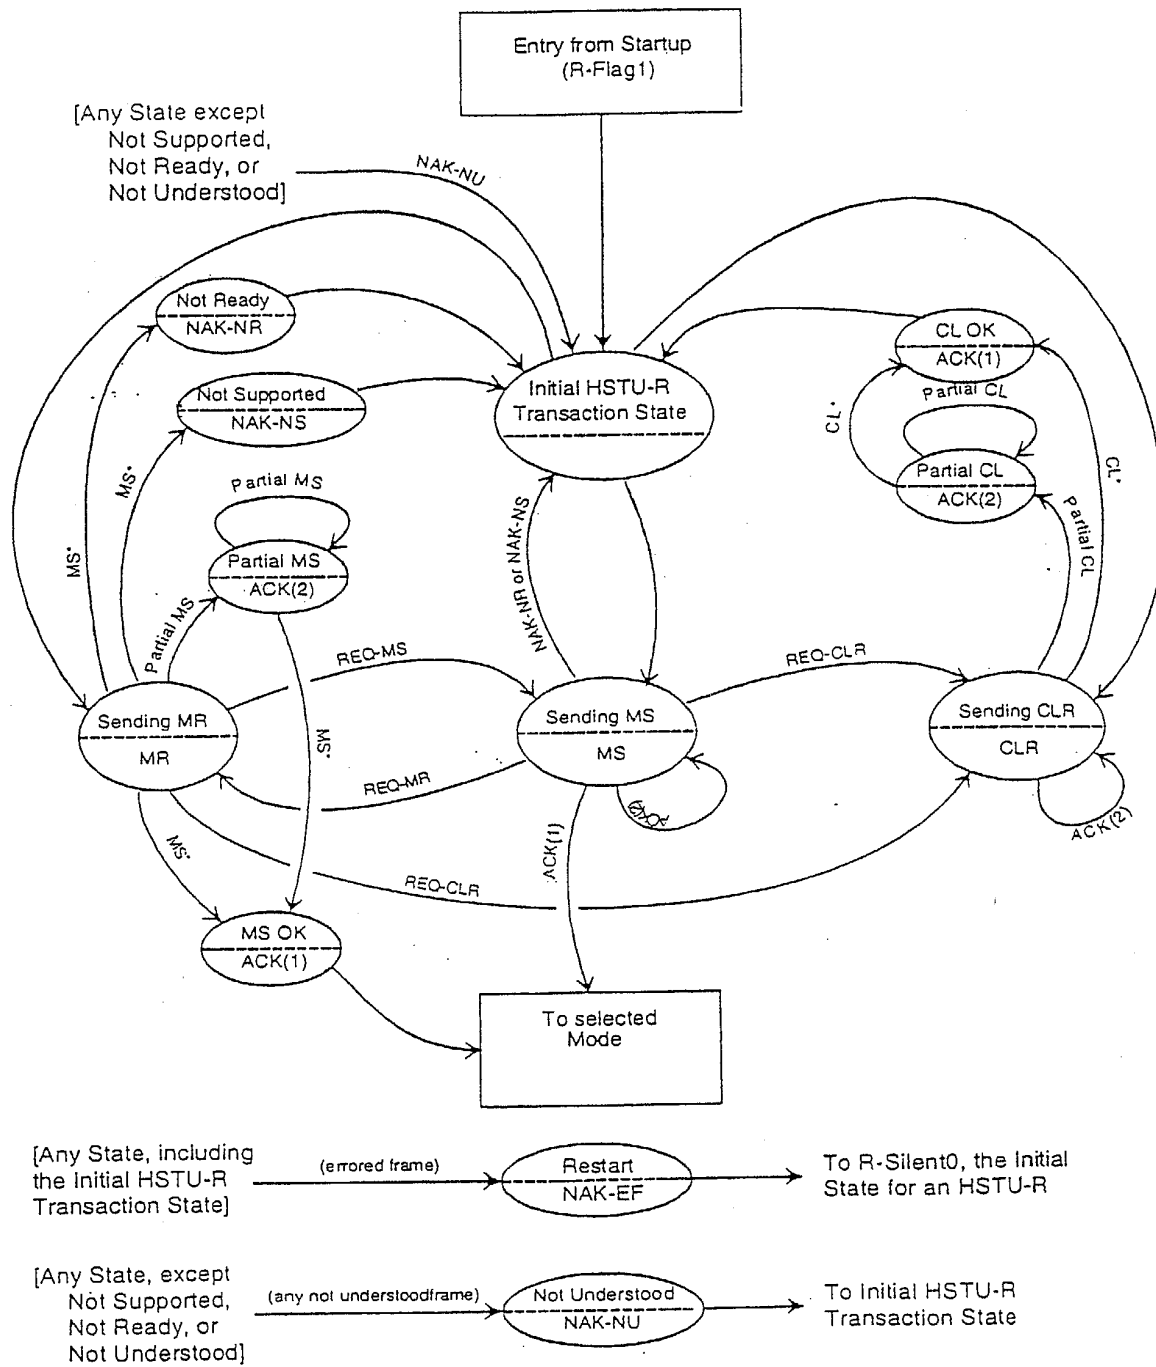 Entry from Startup
(R-Flag1)
[Any State except
Not Supported,
Not Ready, or
Not Understood]
NAK-NU
Not Ready
NAK-NR
CL OK
ACK(1)
Initial HSTU-R
Transaction State
Not Supported
NAK-NS
Partial CL
CL*
CL*
Partial CL
ACK(2)
Partial CL
MS*
MS*
Partial MS
Partial MS
ACK(2)
Partial MS
NAK-NR or NAK-NS
REQ-MS
REQ-CLR
Sending MR
MR
Sending MS
MS
Sending CLR
CLR
MS*
REQ-MR
ACK(2)
ACK(2)
MS*
ACK(1)
REQ-CLR
MS OK
ACK(1)
To selected
Mode
[Any State, including
the Initial HSTU-R
Transaction State]
(errored frame)
Restart
NAK-EF
To R-Silent0, the Initial
State for an HSTU-R
[Any State, except
Not Supported,
Not Ready, or
Not Understood]
(any not understoodframe)
Not Understood
NAK-NU
To Initial HSTU-R
Transaction State